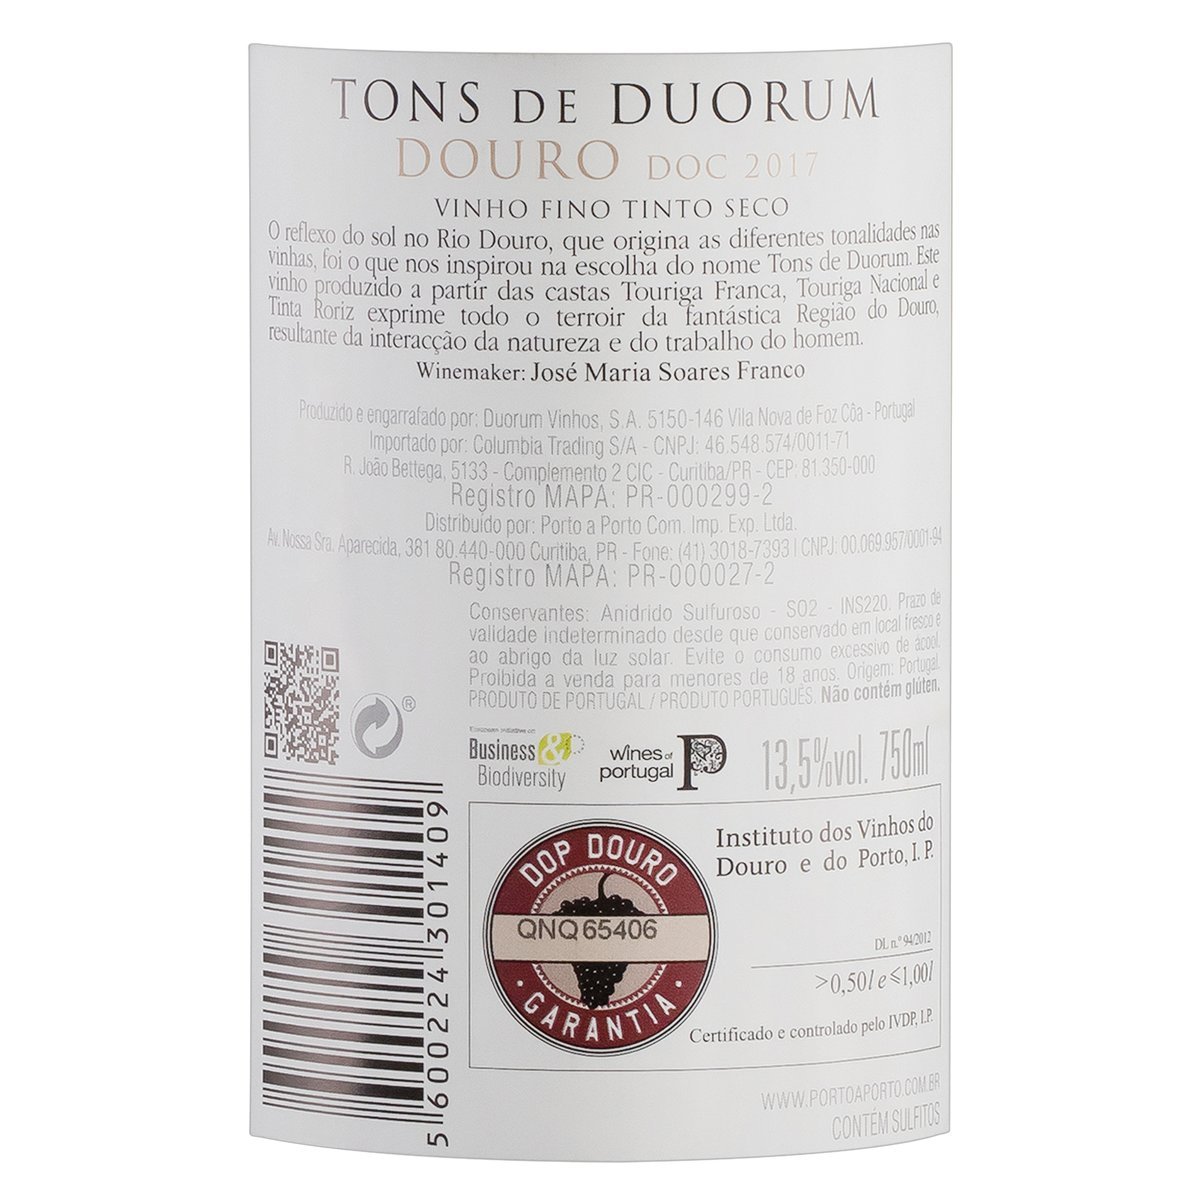 TONS DE DUORUM
DOURO DOC 2017
VINHO FINO TINTO SECO
O reflexo do sol no Rio Douro, que origina as diferentes tonalidades nas
vinhas, foi o que nos inspirou na escolha do nome Tons de Duorum. Este
vinho produzido a partir das castas Touriga Franca, Touriga Nacional e
Tinta Roriz exprime todo o terroir da fantástica Região do Douro,
resultante da interacção da natureza e do trabalho do homem.
Winemaker: José Maria Soares Franco
Produzido e engarrafado por: Duorum Vinhos, S.A. 5150-146 Vila Nova de Foz Côa - Portugal
Importado por: Columbia Trading S/A - CNPJ: 46.548.574/0011-71
R. João Bettega, 5133 - Complemento 2 CIC - Curitiba/PR - CEP: 81.350-000
Registro MAPA: PR-000299-2
Distribuído por: Porto a Porto Com. Imp. Exp. Ltda.
Av. Nossa Sra. Aparecida, 381 80.440-000 Curitiba, PR - Fone: (41) 3018-7393 | CNPJ: 00.069.957/0001-94
Registro MAPA: PR-000027-2
Conservantes: Anidrido Sulfuroso - SO2 - INS220. Prazo de
validade indeterminado desde que conservado em local fresco e
ao abrigo da luz solar. Evite o consumo excessivo de álcool.
Proibida a venda para menores de 18 anos. Origem: Portugal.
PRODUTO DE PORTUGAL / PRODUTO PORTUGUÊS. Não contém glúten.
®
Business &
Biodiversity
wines of
portugal P
13,5%vol. 750ml
DOP DOURO
QNQ 65406
GARANTIA
Instituto dos Vinhos do
Douro e do Porto, I. P.
DL n.º 94/2012
>0,50l e ≤1,00l
Certificado e controlado pelo IVDP, I.P.
5 600224 301409
WWW.PORTOAPORTO.COM.BR
CONTÉM SULFITOS